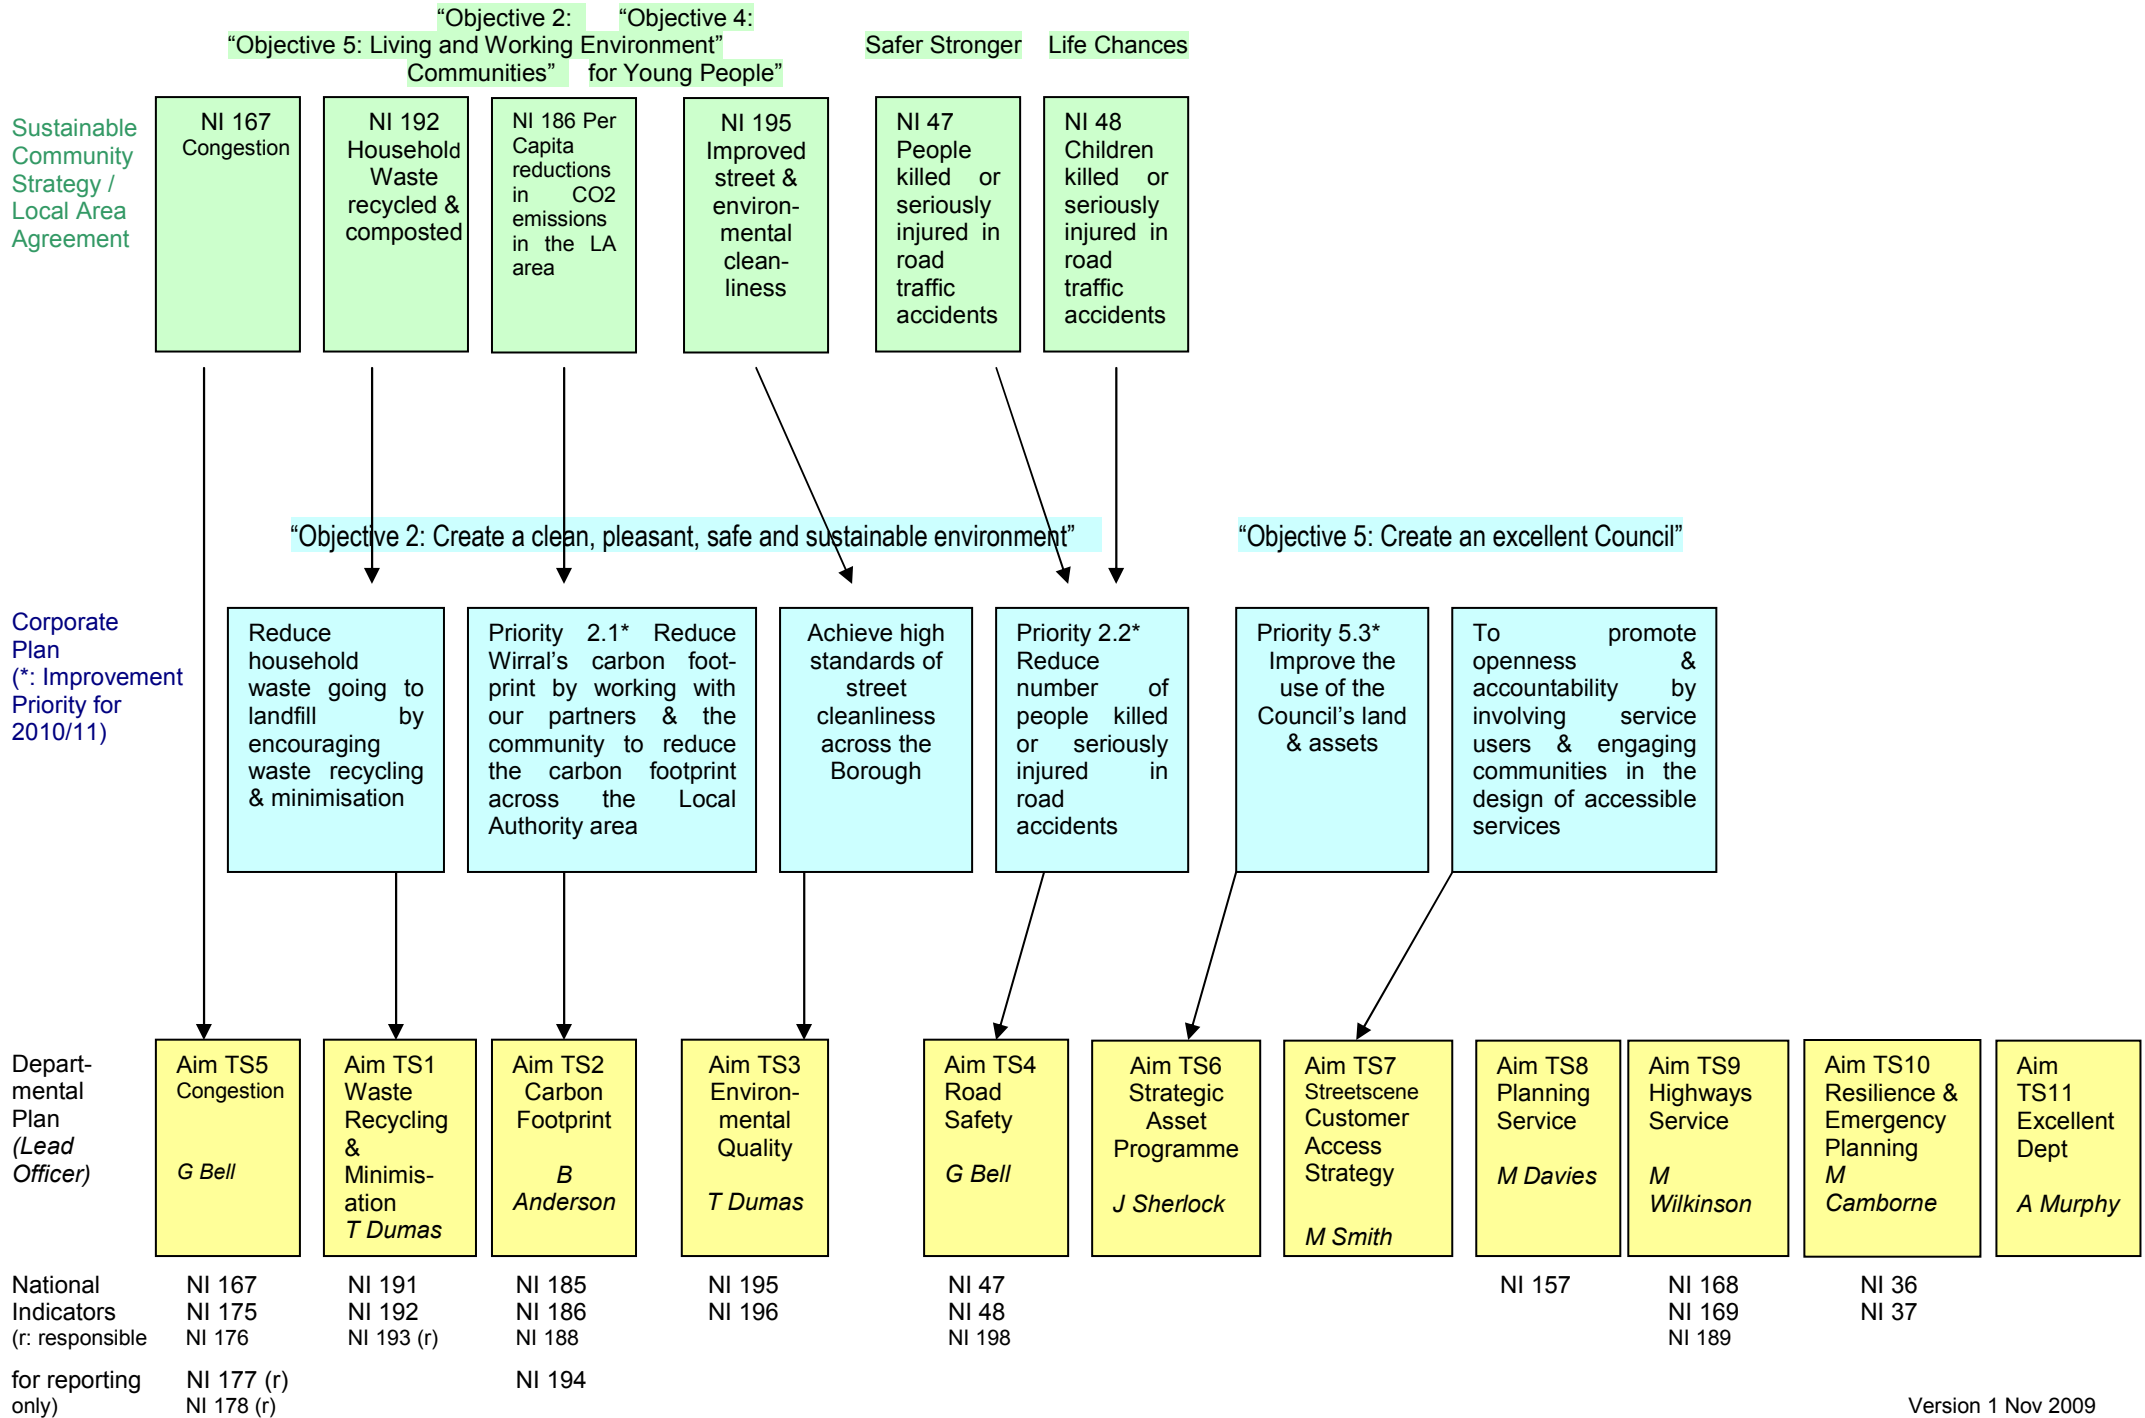 “Objective 2: “Objective 4:
“Objective 5: Living and Working Environment” Safer Stronger Life Chances
Communities” for Young People”
Sustainable
Community
Strategy /
Local Area
Agreement
NI 167
Congestion
NI 192
Household
Waste
recycled &
composted
NI 186 Per
Capita
reductions
in CO2
emissions
in the LA
area
NI 195
Improved
street &
environ-
mental
clean-
liness
NI 47
People
killed or
seriously
injured in
road
traffic
accidents
NI 48
Children
killed or
seriously
injured in
road
traffic
accidents
“Objective 2: Create a clean, pleasant, safe and sustainable environment”
“Objective 5: Create an excellent Council”
Corporate
Plan
(*: Improvement
Priority for
2010/11)
Reduce
household
waste going to
landfill by
encouraging
waste recycling
& minimisation
Priority 2.1* Reduce
Wirral’s carbon foot-
print by working with
our partners & the
community to reduce
the carbon footprint
across the Local
Authority area
Achieve high
standards of
street
cleanliness
across the
Borough
Priority 2.2*
Reduce
number of
people killed
or seriously
injured in
road
accidents
Priority 5.3*
Improve the
use of the
Council’s land
& assets
To promote
openness &
accountability by
involving service
users & engaging
communities in the
design of accessible
services
Depart-
mental
Plan
(Lead
Officer)
Aim TS5
Congestion
G Bell
Aim TS1
Waste
Recycling
&
Minimis-
ation
T Dumas
Aim TS2
Carbon
Footprint
B
Anderson
Aim TS3
Environ-
mental
Quality
T Dumas
Aim TS4
Road
Safety
G Bell
Aim TS6
Strategic
Asset
Programme
J Sherlock
Aim TS7
Streetscene
Customer
Access
Strategy
M Smith
Aim TS8
Planning
Service
M Davies
Aim TS9
Highways
Service
M
Wilkinson
Aim TS10
Resilience &
Emergency
Planning
M
Camborne
Aim
TS11
Excellent
Dept
A Murphy
National NI 167 NI 191 NI 185 NI 195 NI 47 NI 157 NI 168 NI 36
Indicators NI 175 NI 192 NI 186 NI 196 NI 48 NI 169 NI 37
(r: responsible NI 176 NI 193 (r) NI 188 NI 198 NI 189
for reporting NI 177 (r) NI 194
only) NI 178 (r)
Version 1 Nov 2009